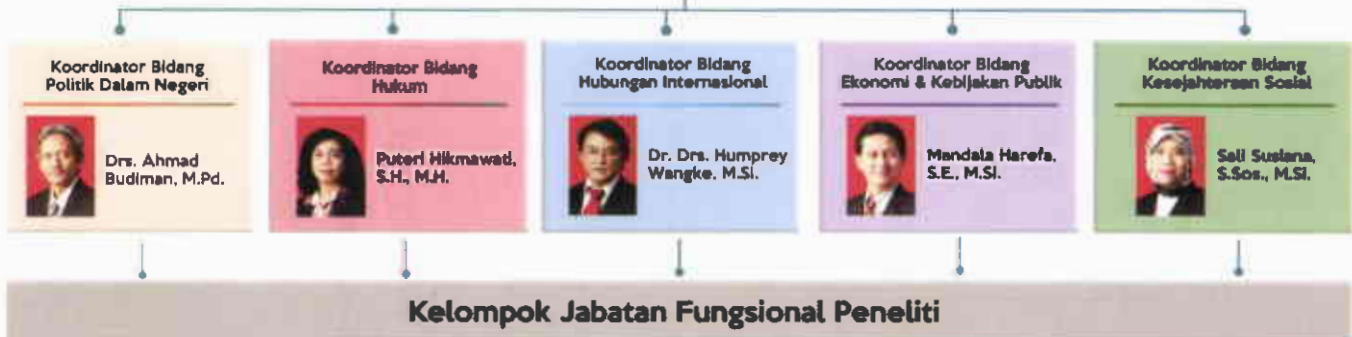 Koordinator Bidang
Politik Dalam Negeri
Drs. Ahmad
Budiman, M.Pd.
Koordinator Bidang
Hukum
Puteri Hikmawati,
S.H., M.H.
Koordinator Bidang
Hubungan Internasional
Dr. Drs. Humprey
Wangke, M.Si.
Koordinator Bidang
Ekonomi & Kebijakan Publik
Mandala Harefa,
S.E., M.Si.
Koordinator Bidang
Kesejahteraan Sosial
Sali Susiana,
S.Sos., M.Si.
Kelompok Jabatan Fungsional Peneliti